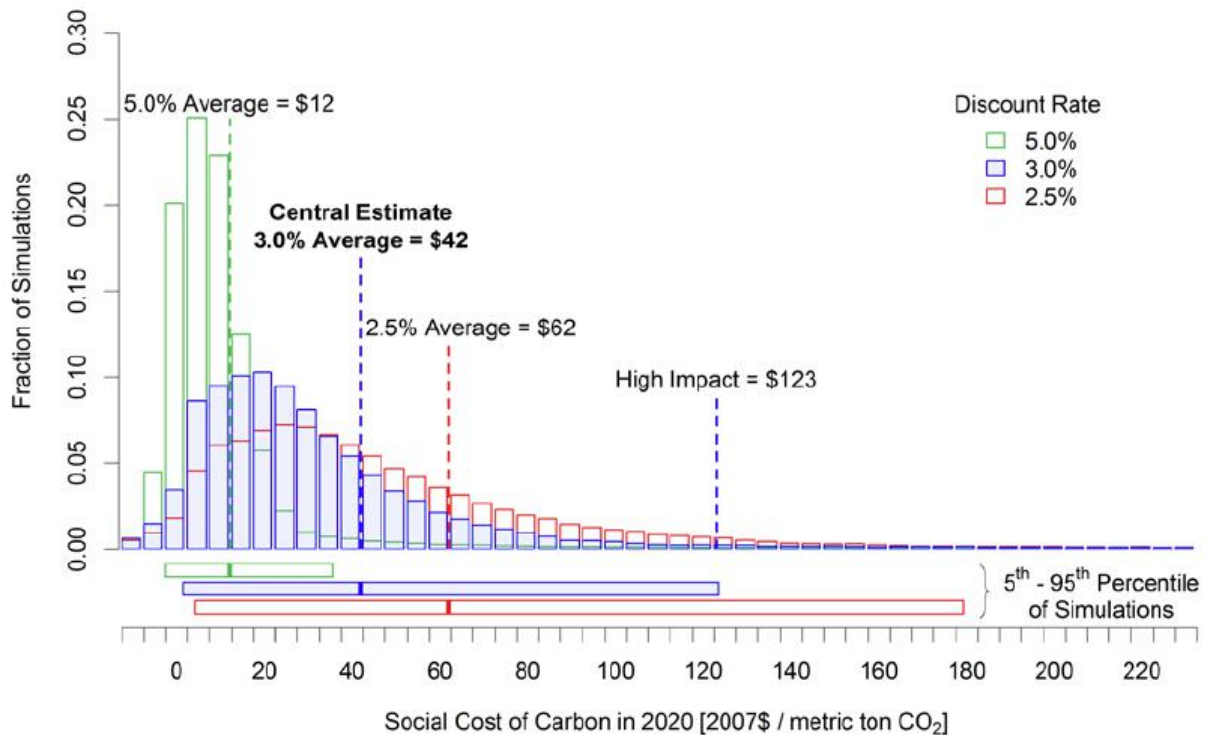 0.30
0.25
0.20
0.15
0.10
0.05
0.00
Fraction of Simulations
5.0% Average = $12
Central Estimate
3.0% Average = $42
2.5% Average = $62
High Impact = $123
Discount Rate
5.0%
3.0%
2.5%
5th - 95th Percentile
of Simulations
0 20 40 60 80 100 120 140 160 180 200 220
Social Cost of Carbon in 2020 [2007$ / metric ton CO2]